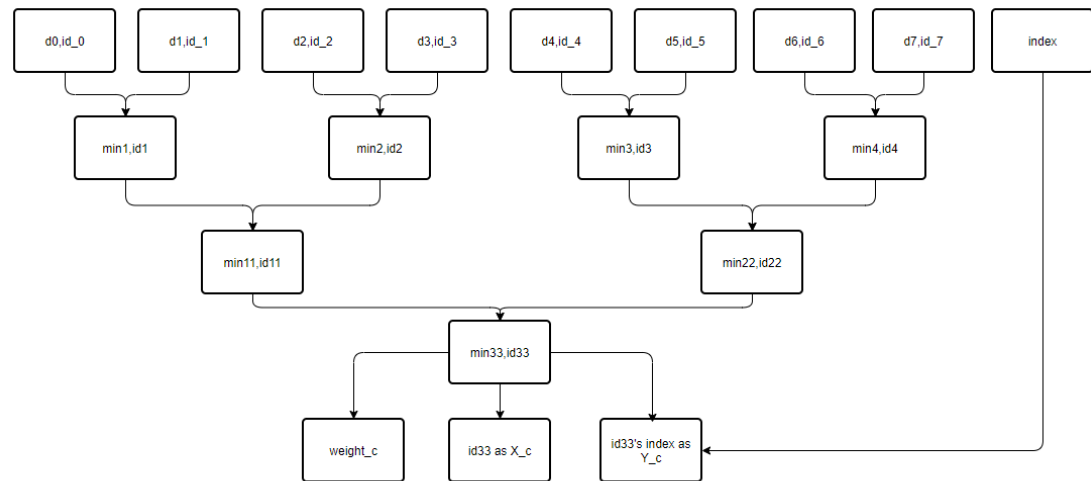 d0,id_0
d1,id_1
d2,id_2
d3,id_3
d4,id_4
d5,id_5
d6,id_6
d7,id_7
index
min1,id1
min2,id2
min3,id3
min4,id4
min11,id11
min22,id22
min33,id33
weight_c
id33 as X_c
id33's index as
Y_c